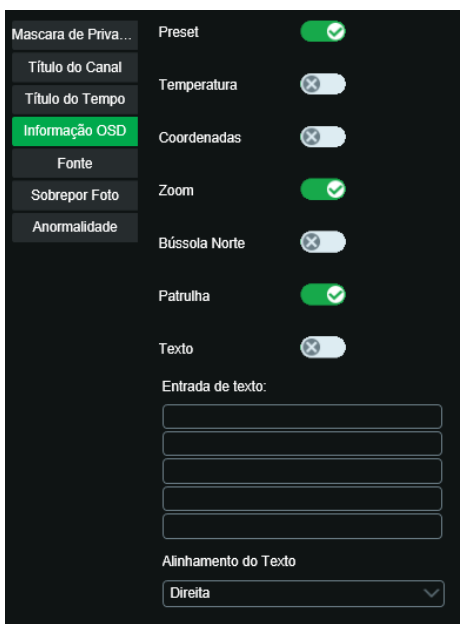 Mascara de Priva...
Título do Canal
Título do Tempo
Informação OSD
Fonte
Sobrepor Foto
Anormalidade
Preset
Temperatura
Coordenadas
Zoom
Bússola Norte
Patrulha
Texto
Entrada de texto:
Alinhamento do Texto
Direita